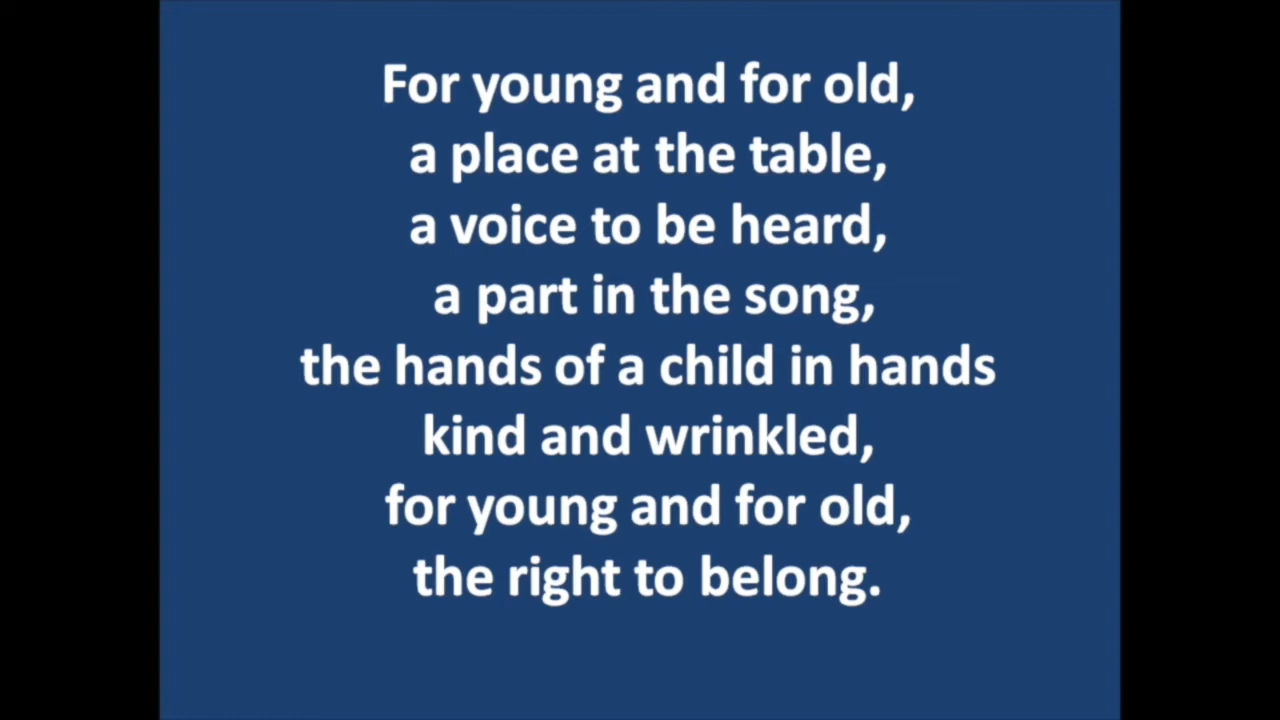 For young and for old,
a place at the table,
a voice to be heard,
a part in the song,
the hands of a child in hands
kind and wrinkled,
for young and for old,
the right to belong.